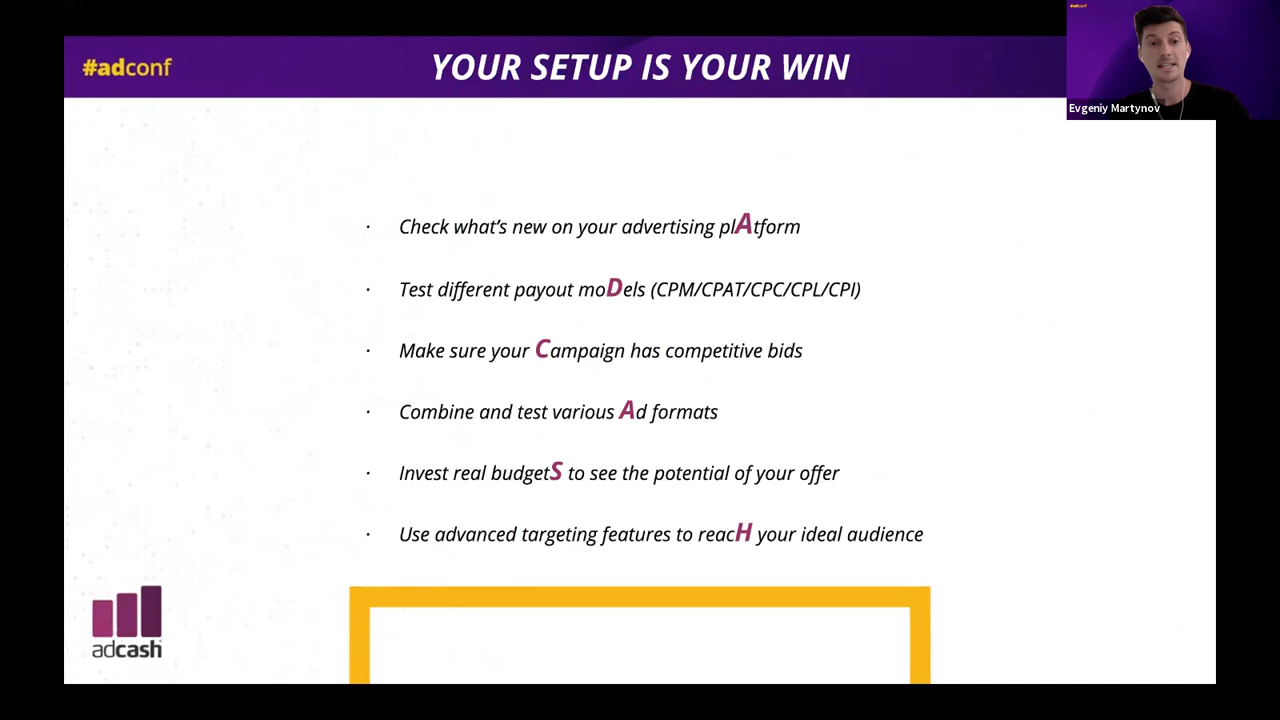 #adconf
YOUR SETUP IS YOUR WIN
#adconf
Evgeniy Martynov
· Check what's new on your advertising plAtform
· Test different payout moDels (CPM/CPAT/CPC/CPL/CPI)
· Make sure your Campaign has competitive bids
· Combine and test various Ad formats
· Invest real budgetS to see the potential of your offer
· Use advanced targeting features to reacH your ideal audience
adcash